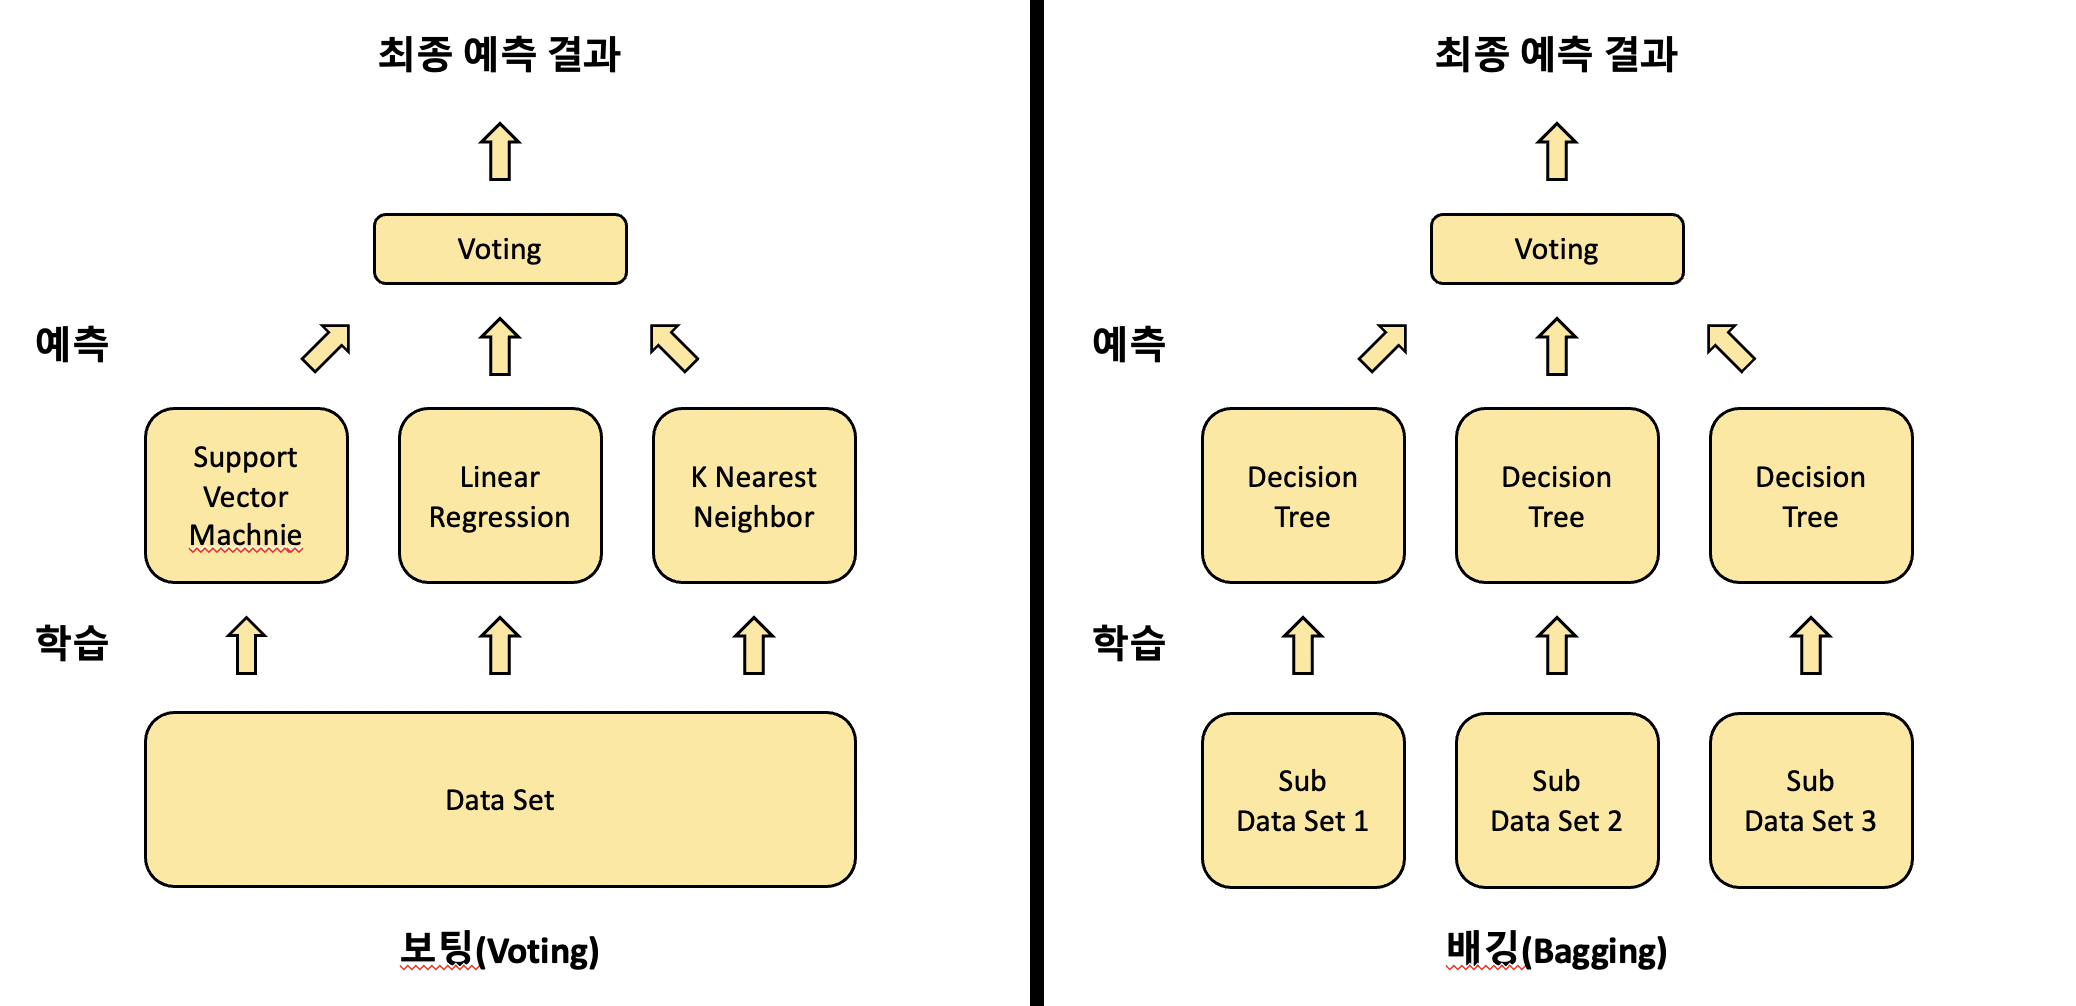 최종 예측 결과
Voting
예측
Support
Vector
Machnie
Linear
Regression
K Nearest
Neighbor
학습
Data Set
보팅(Voting)
최종 예측 결과
Voting
예측
Decision
Tree
Decision
Tree
Decision
Tree
학습
Sub
Data Set 1
Sub
Data Set 2
Sub
Data Set 3
배깅(Bagging)